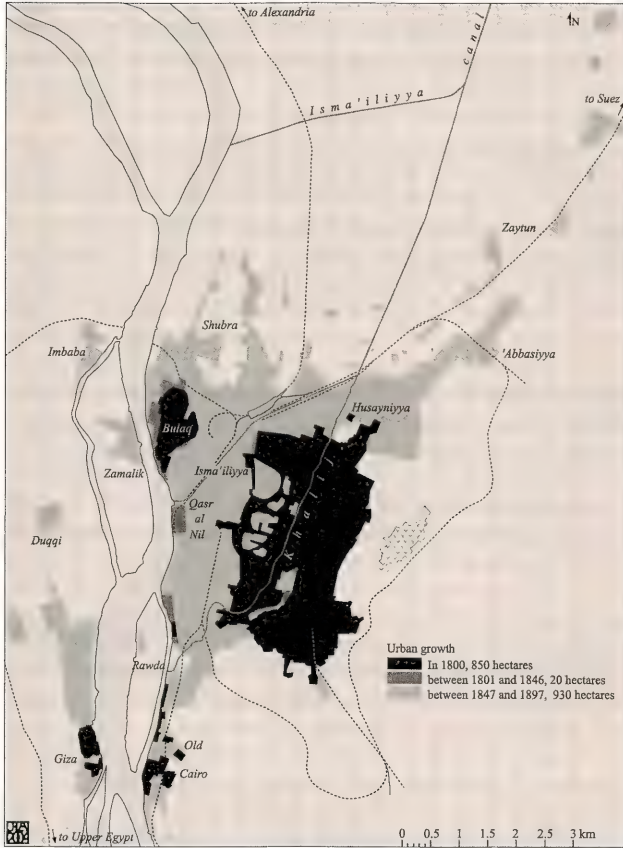 to Alexandria
N
canal
Isma'iliyya
to Suez
Zaytun
Shubra
Imbaba
'Abbasiyya
Husayniyya
Bulaq
Isma'iliyya
Zamalik
Khalij
Qasr
al
Nil
Duqqi
Urban growth
In 1800, 850 hectares
between 1801 and 1846, 20 hectares
between 1847 and 1897, 930 hectares
Rawda
Old
Cairo
Giza
to Upper Egypt
0 0.5 1 1.5 2 2.5 3 km